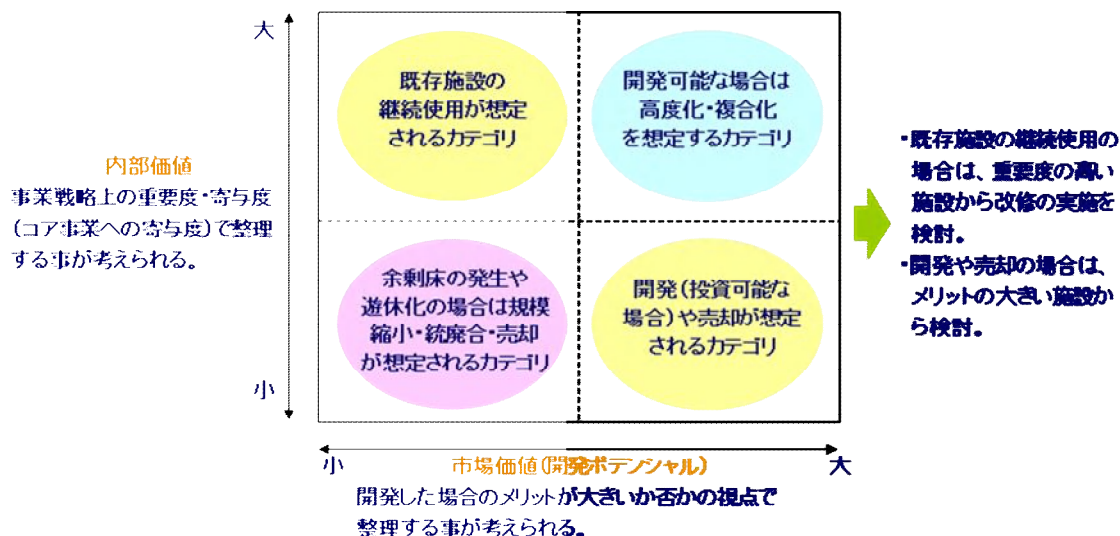 大
既存施設の
継続使用が想定
されるカテゴリ
開発可能な場合は
高度化・複合化
を想定するカテゴリ
内部価値
事業戦略上の重要度・寄与度
(コア事業への寄与度)で整理
する事が考えられる。
余剰床の発生や
遊休化の場合は規模
縮小・統廃合・売却
が想定されるカテゴリ
開発(投資可能な
場合)や売却が想定
されるカテゴリ
小
・既存施設の継続使用の
場合は、重要度の高い
施設から改修の実施を
検討。
・開発や売却の場合は、
メリットの大きい施設か
ら検討。
小
市場価値(開発ポテンシャル)
大
開発した場合のメリットが大きいか否かの視点で
整理する事が考えられる。